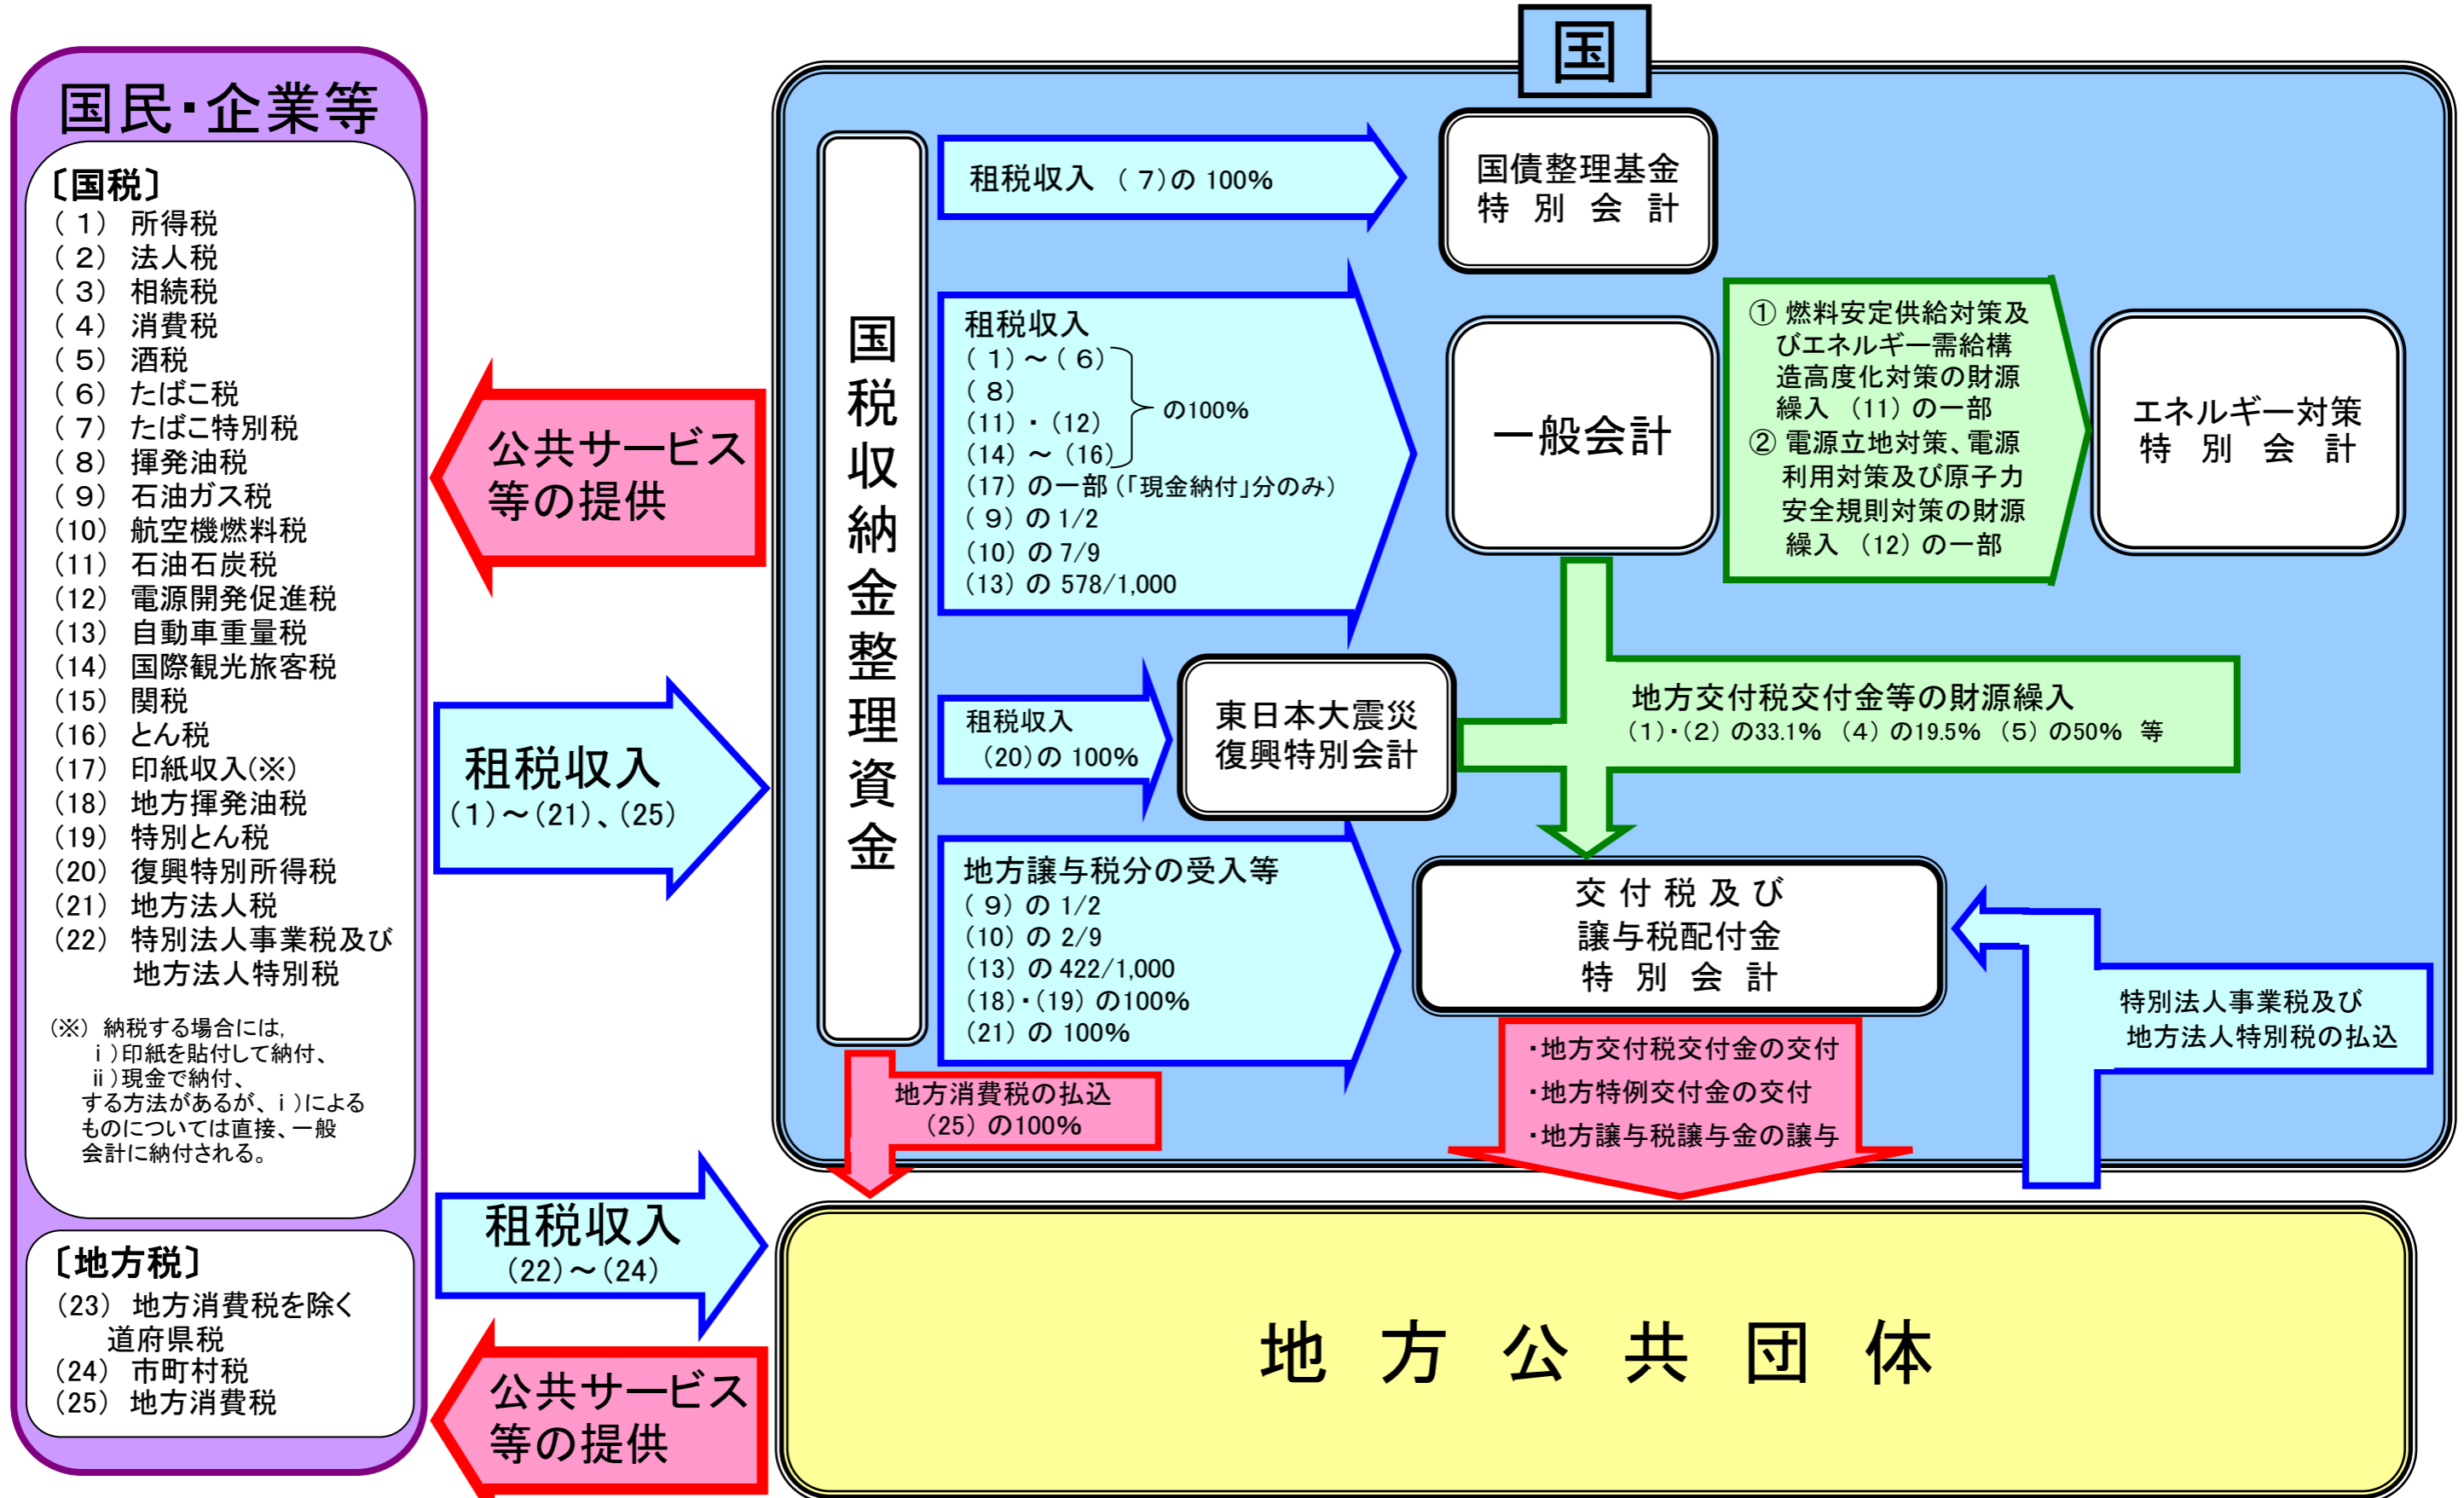 国民・企業等
〔国税〕
( 1) 所得税
( 2) 法人税
( 3) 相続税
( 4) 消費税
( 5) 酒税
( 6) たばこ税
( 7) たばこ特別税
( 8) 揮発油税
( 9) 石油ガス税
(10) 航空機燃料税
(11) 石油石炭税
(12) 電源開発促進税
(13) 自動車重量税
(14) 国際観光旅客税
(15) 関税
(16) とん税
(17) 印紙収入(※)
(18) 地方揮発油税
(19) 特別とん税
(20) 復興特別所得税
(21) 地方法人税
(22) 特別法人事業税及び
地方法人特別税
(※) 納税する場合には,
ⅰ)印紙を貼付して納付、
ⅱ)現金で納付、
する方法があるが、ⅰ)による
ものについては直接、一般
会計に納付される。
〔地方税〕
(23) 地方消費税を除く
道府県税
(24) 市町村税
(25) 地方消費税
公共サービス
等の提供
租税収入
(1)～(21)、(25)
租税収入
(22)～(24)
公共サービス
等の提供
国
国税収納金整理資金
租税収入 ( 7)の 100%
国債整理基金
特別会計
租税収入
( 1)～( 6)
( 8)
(11)・(12)
(14) ～ (16)
の100%
(17) の一部(「現金納付」分のみ)
( 9) の 1/2
(10) の 7/9
(13) の 578/1,000
一般会計
① 燃料安定供給対策及
びエネルギー需給構
造高度化対策の財源
繰入 (11) の一部
② 電源立地対策、電源
利用対策及び原子力
安全規則対策の財源
繰入 (12) の一部
エネルギー対策
特別会計
租税収入
(20)の 100%
東日本大震災
復興特別会計
地方交付税交付金等の財源繰入
(1)・(2) の33.1% (4) の19.5% (5) の50% 等
地方譲与税分の受入等
( 9) の 1/2
(10) の 2/9
(13) の 422/1,000
(18)・(19) の100%
(21) の 100%
交付税及び
譲与税配付金
特別会計
特別法人事業税及び
地方法人特別税の払込
地方消費税の払込
(25) の100%
・地方交付税交付金の交付
・地方特例交付金の交付
・地方譲与税譲与金の譲与
地方公共団体